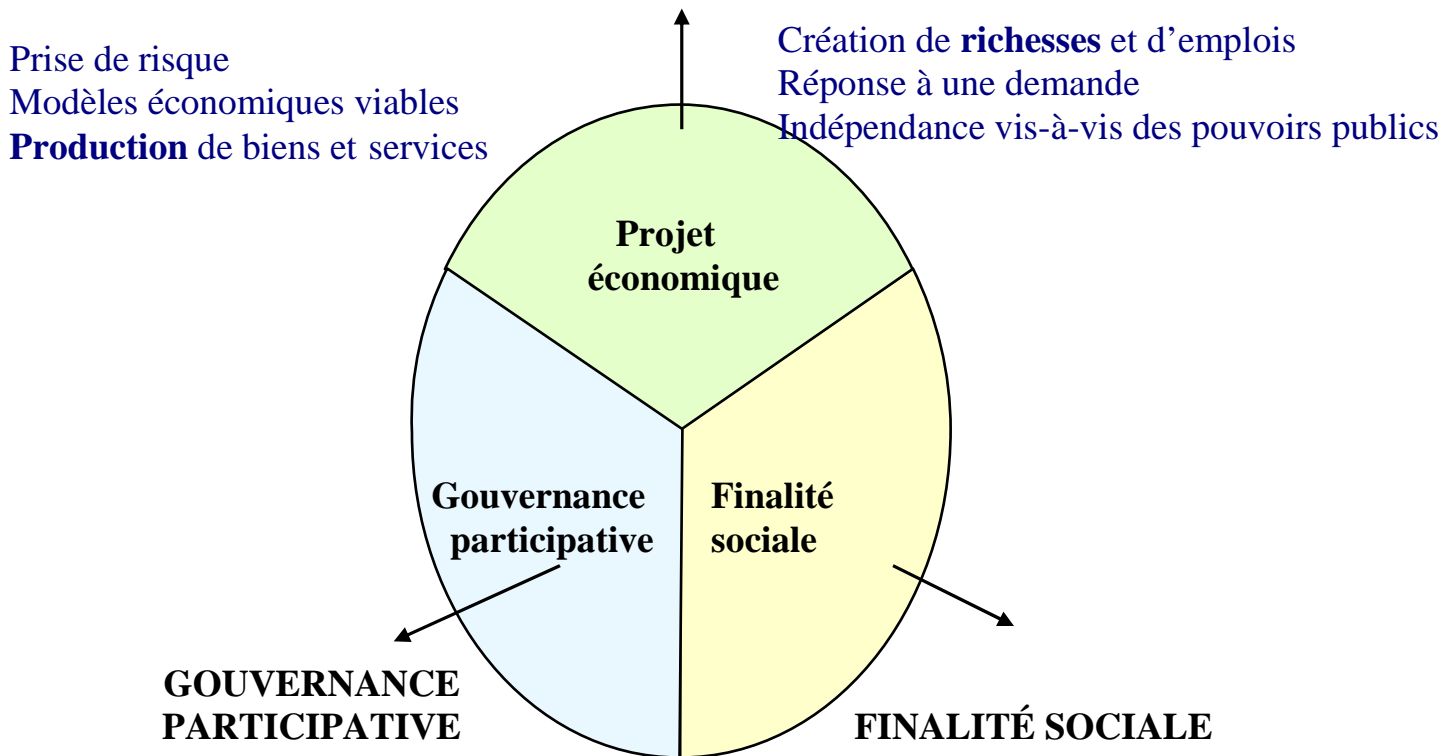 Prise de risque
Modèles économiques viables
Production de biens et services
Création de richesses et d’emplois
Réponse à une demande
Indépendance vis-à-vis des pouvoirs publics
Projet
économique
Gouvernance
participative
Finalité
sociale
GOUVERNANCE
PARTICIPATIVE
FINALITÉ SOCIALE